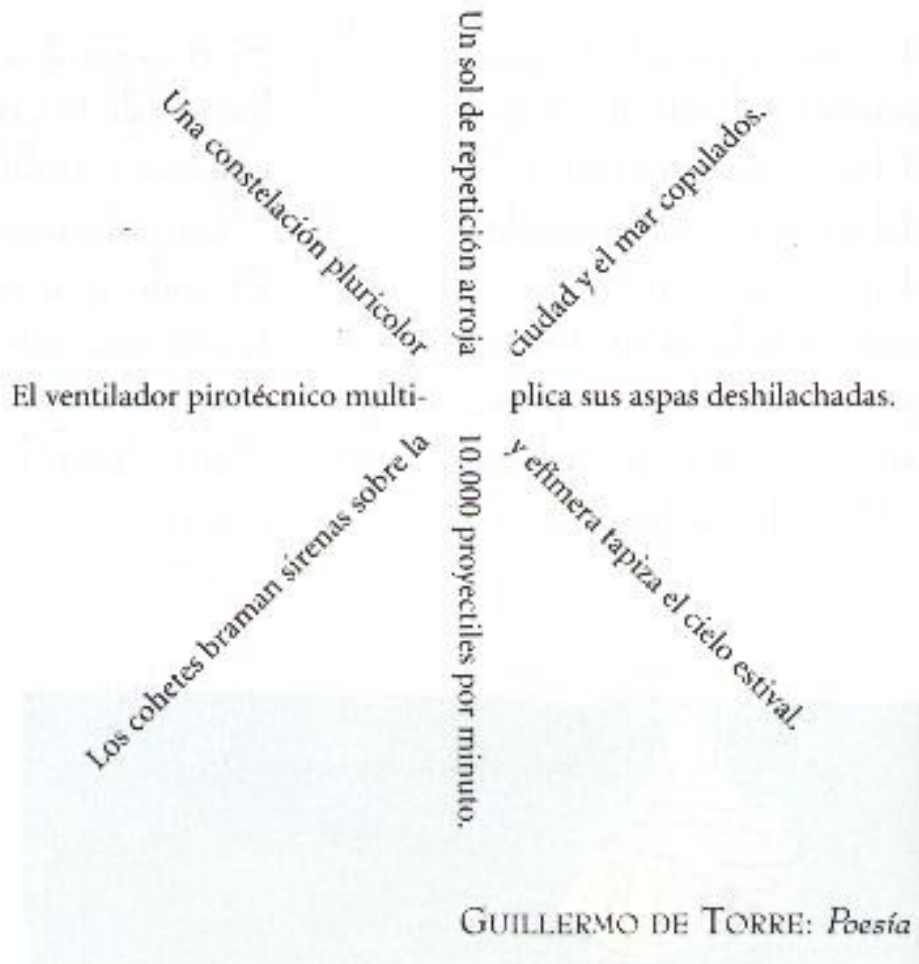 Un sol de repetición arroja 10.000 proyectiles por minuto.
Una constelación pluricolor y efímera tapiza el cielo estival.
El ventilador pirotécnico multi- plica sus aspas deshilachadas.
Los cohetes braman sirenas sobre la ciudad y el mar copulados.
GUILLERMO DE TORRE: Poesía